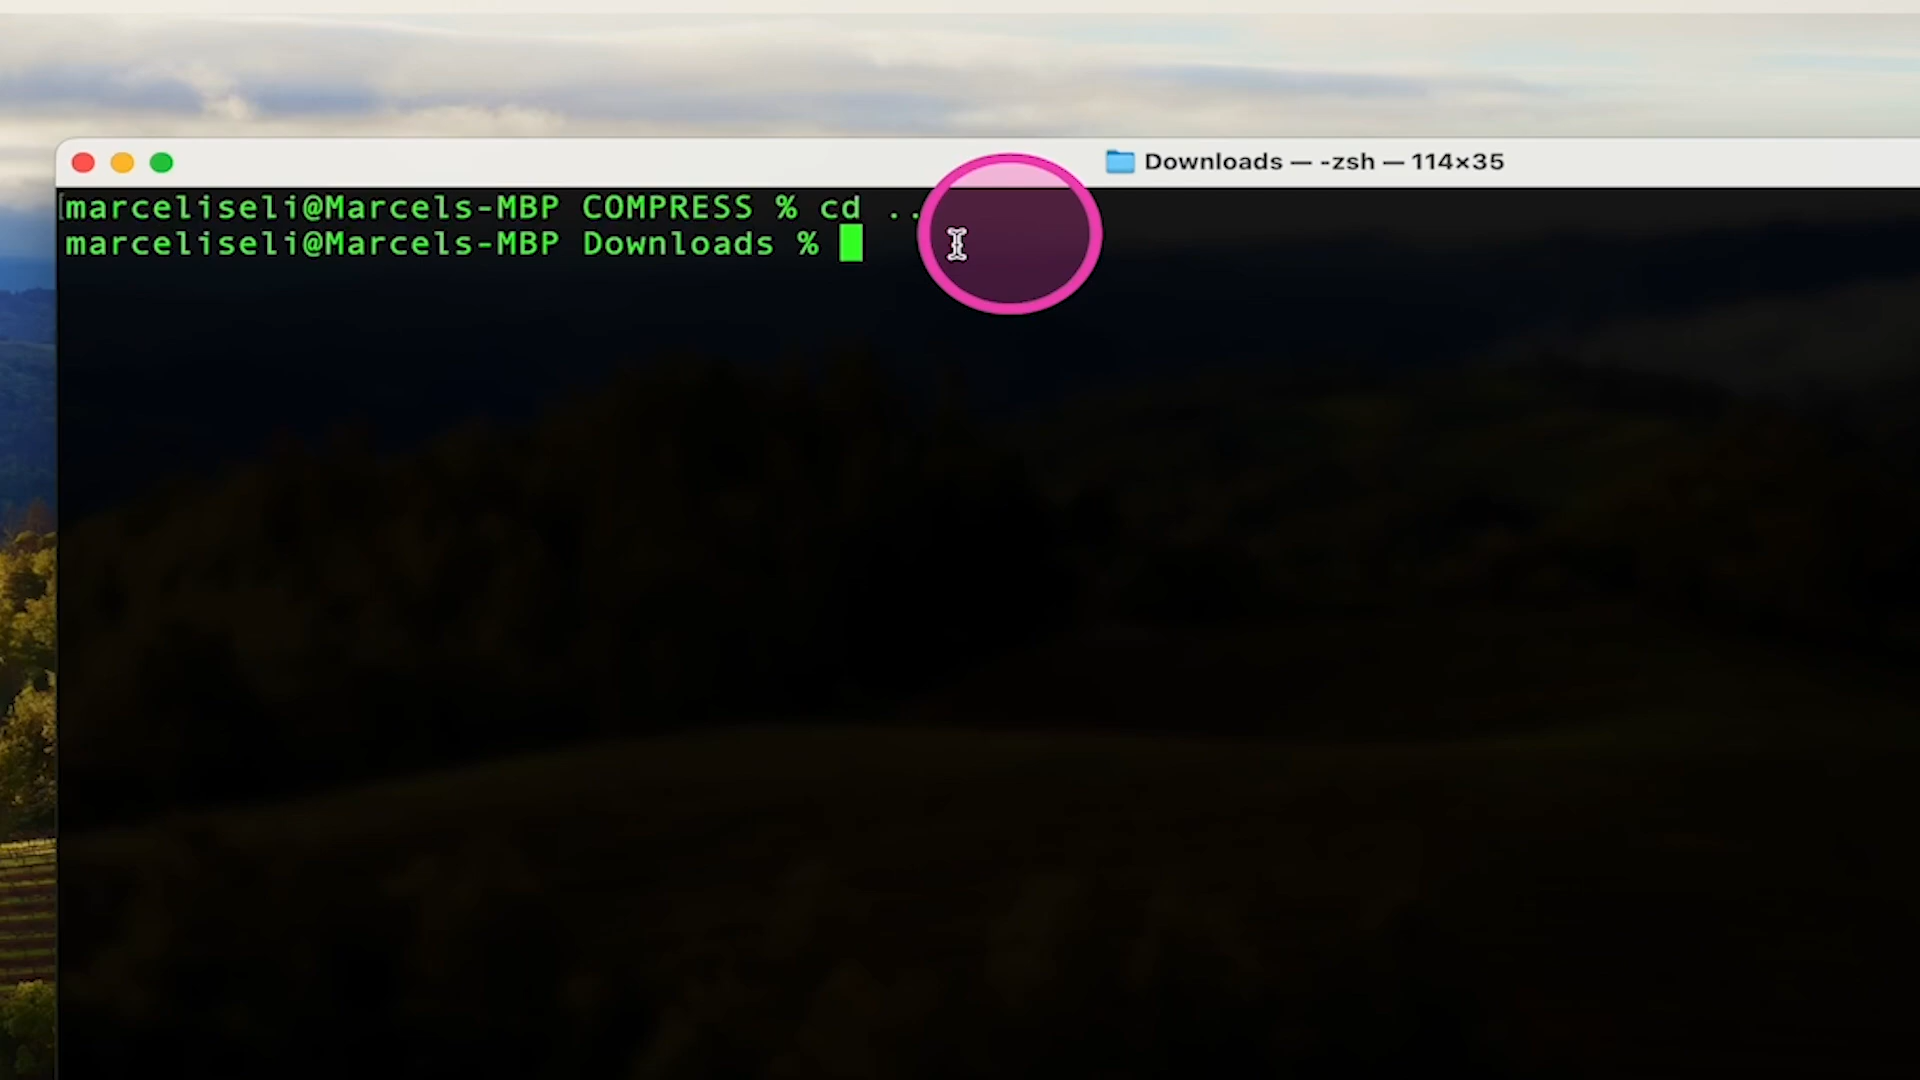 Downloads — -zsh — 114×35
marceliseli@Marcels-MBP COMPRESS % cd ..
marceliseli@Marcels-MBP Downloads %